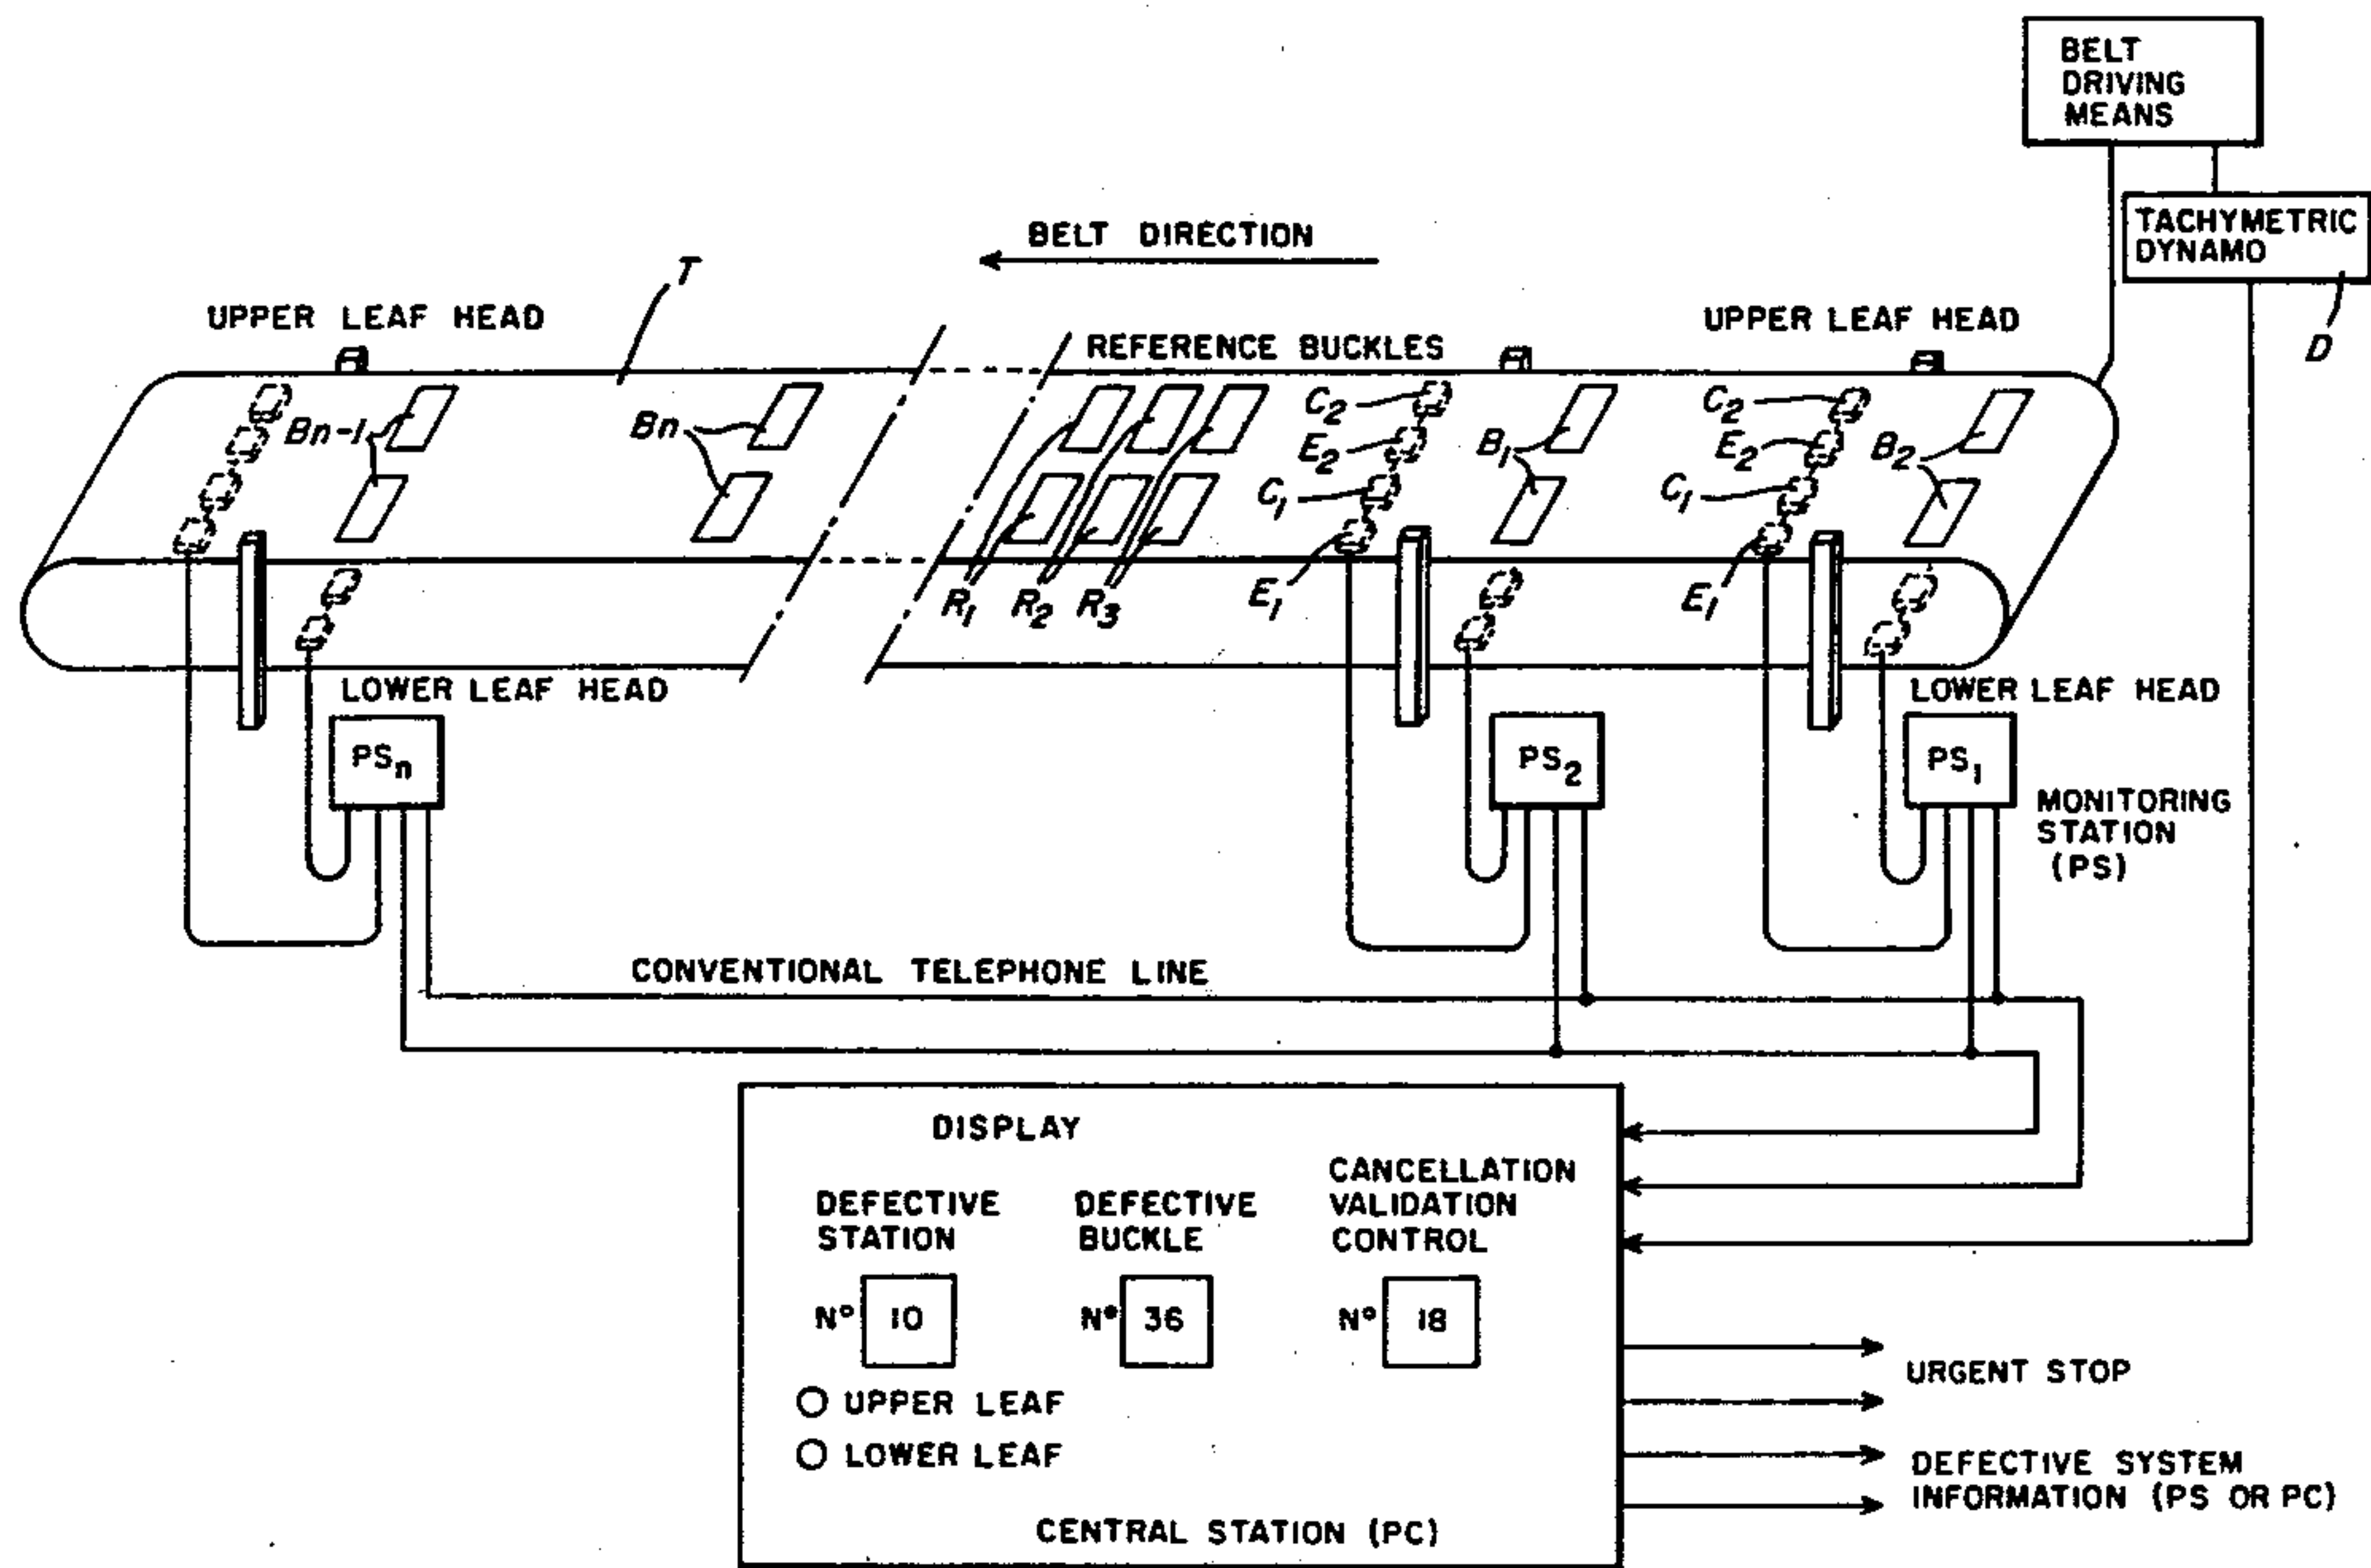 BELT
DRIVING
MEANS
TACHYMETRIC
DYNAMO
D
BELT DIRECTION
T
UPPER LEAF HEAD
UPPER LEAF HEAD
REFERENCE BUCKLES
Bn-1
Bn
C2
E2
C1
E1
B1
C2
E2
C1
E1
B2
R1
R2
R3
LOWER LEAF HEAD
LOWER LEAF HEAD
PSn
PS2
PS1
MONITORING
STATION
(PS)
CONVENTIONAL TELEPHONE LINE
DISPLAY
DEFECTIVE
STATION
N° 10
DEFECTIVE
BUCKLE
N° 36
CANCELLATION
VALIDATION
CONTROL
N° 18
UPPER LEAF
LOWER LEAF
CENTRAL STATION (PC)
URGENT STOP
DEFECTIVE SYSTEM
INFORMATION (PS OR PC)